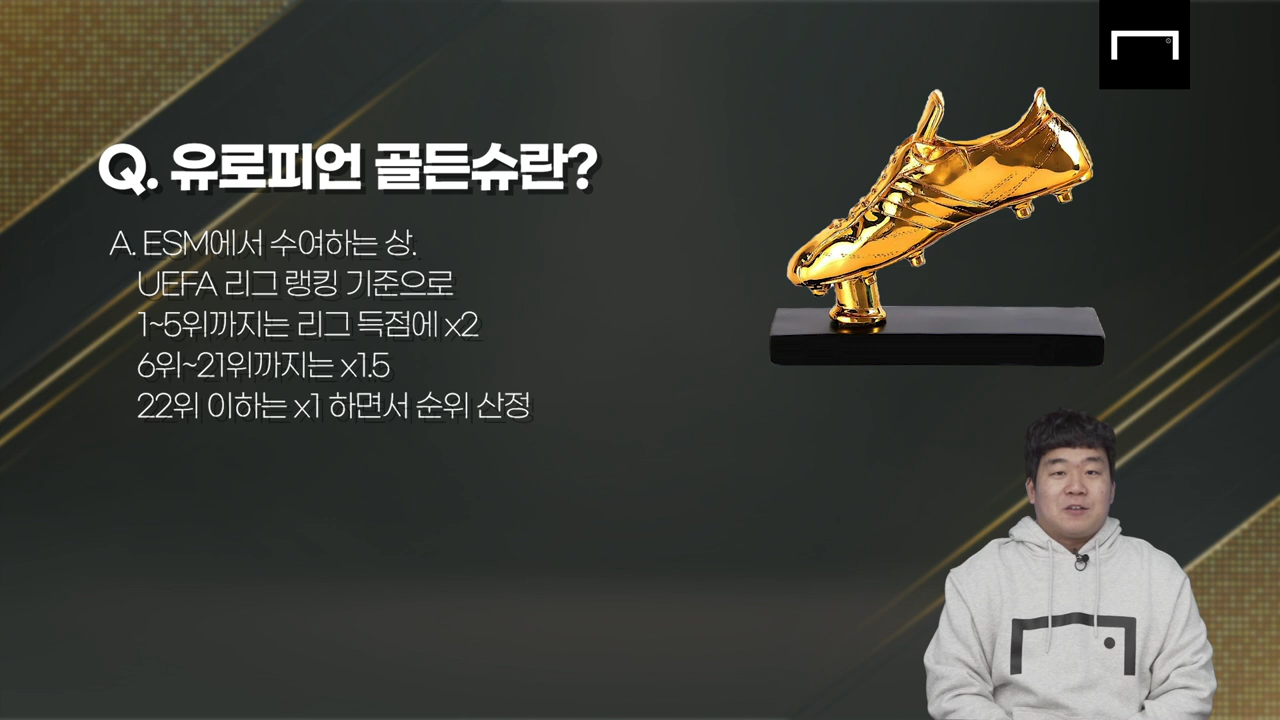 Q. 유로피언 골든슈란?
A. ESM에서 수여하는 상.
UEFA 리그 랭킹 기준으로
1~5위까지는 리그 득점에 x2
6위~21위까지는 x1.5
22위 이하는 x1 하면서 순위 산정